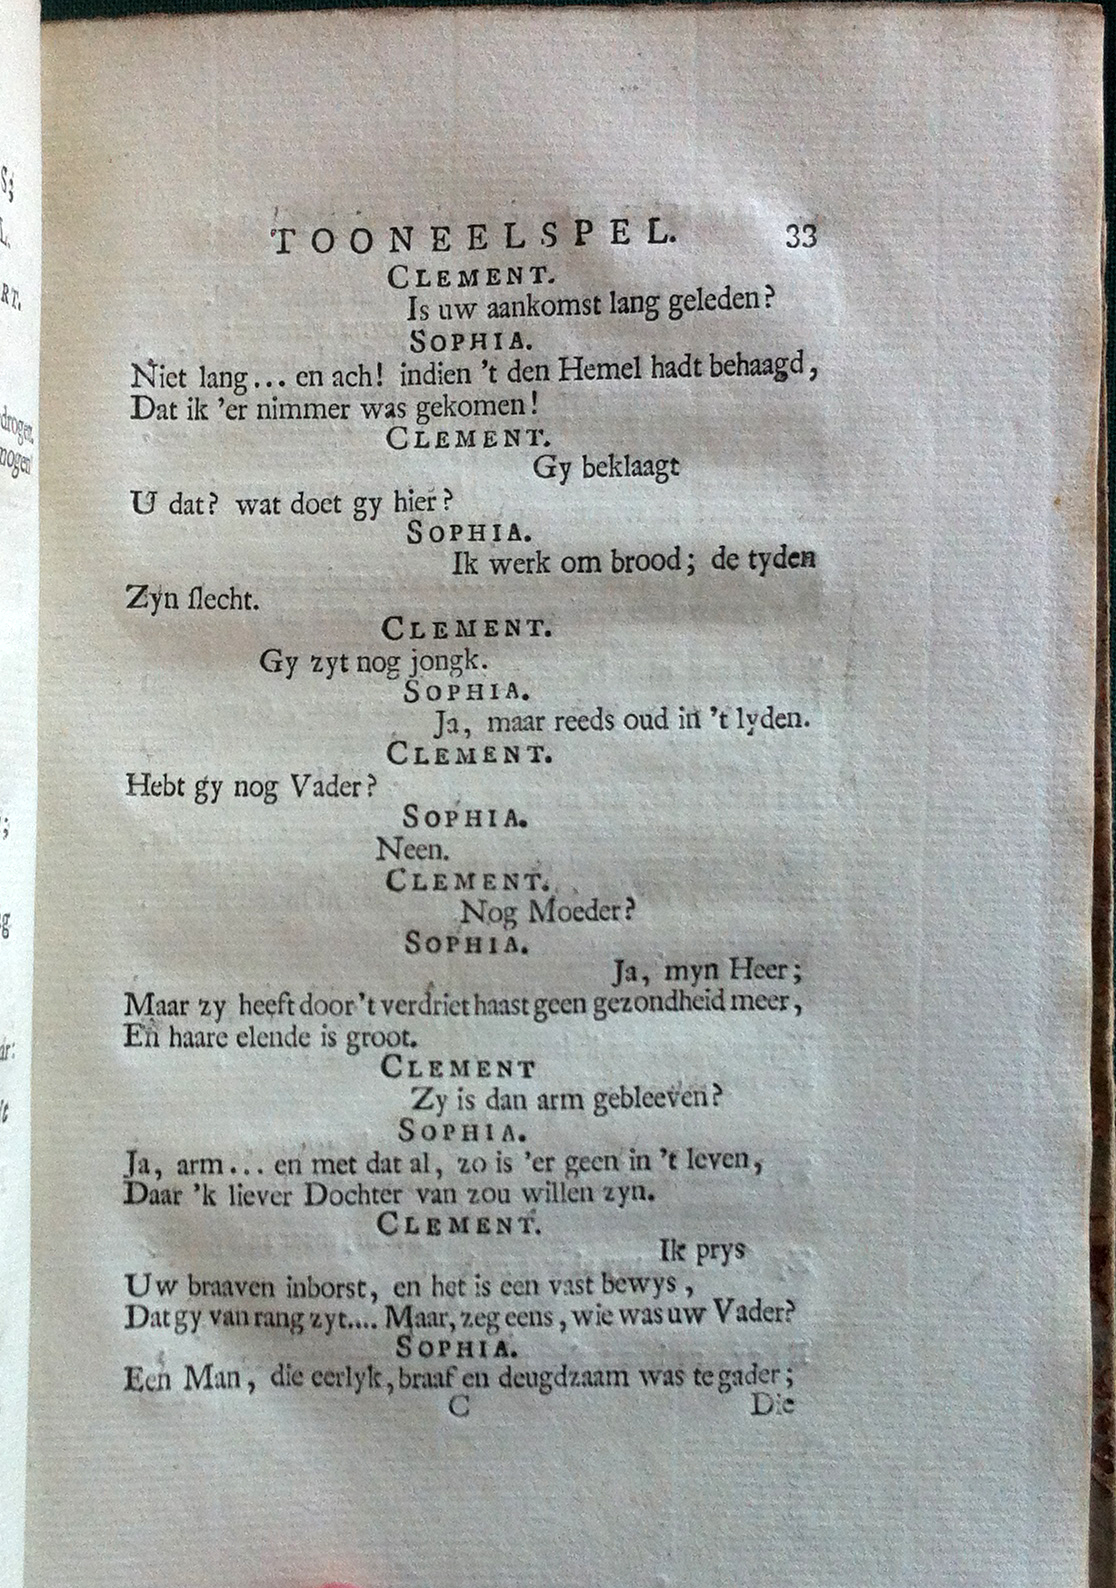 TOONEELSPEL. 33
CLEMENT.
Is uw aankomst lang geleden?
SOPHIA.
Niet lang... en ach! indien 't den Hemel hadt behaagd,
Dat ik 'er nimmer was gekomen!
CLEMENT.
Gy beklaagt
U dat? wat doet gy hier?
SOPHIA.
Ik werk om brood; de tyden
Zyn slecht.
CLEMENT.
Gy zyt nog jongk.
SOPHIA.
Ja, maar reeds oud in 't lyden.
CLEMENT.
Hebt gy nog Vader?
SOPHIA.
Neen.
CLEMENT.
Nog Moeder?
SOPHIA.
Ja, myn Heer;
Maar zy heeft door 't verdriet haast geen gezondheid meer,
En haare elende is groot.
CLEMENT
Zy is dan arm gebleeven?
SOPHIA.
Ja, arm... en met dat al, zo is 'er geen in 't leven,
Daar 'k liever Dochter van zou willen zyn.
CLEMENT.
Ik prys
Uw braaven inborst, en het is een vast bewys,
Dat gy van rang zyt.... Maar, zeg eens, wie was uw Vader?
SOPHIA.
Een Man, die eerlyk, braaf en deugdzaam was te gader;
C Die